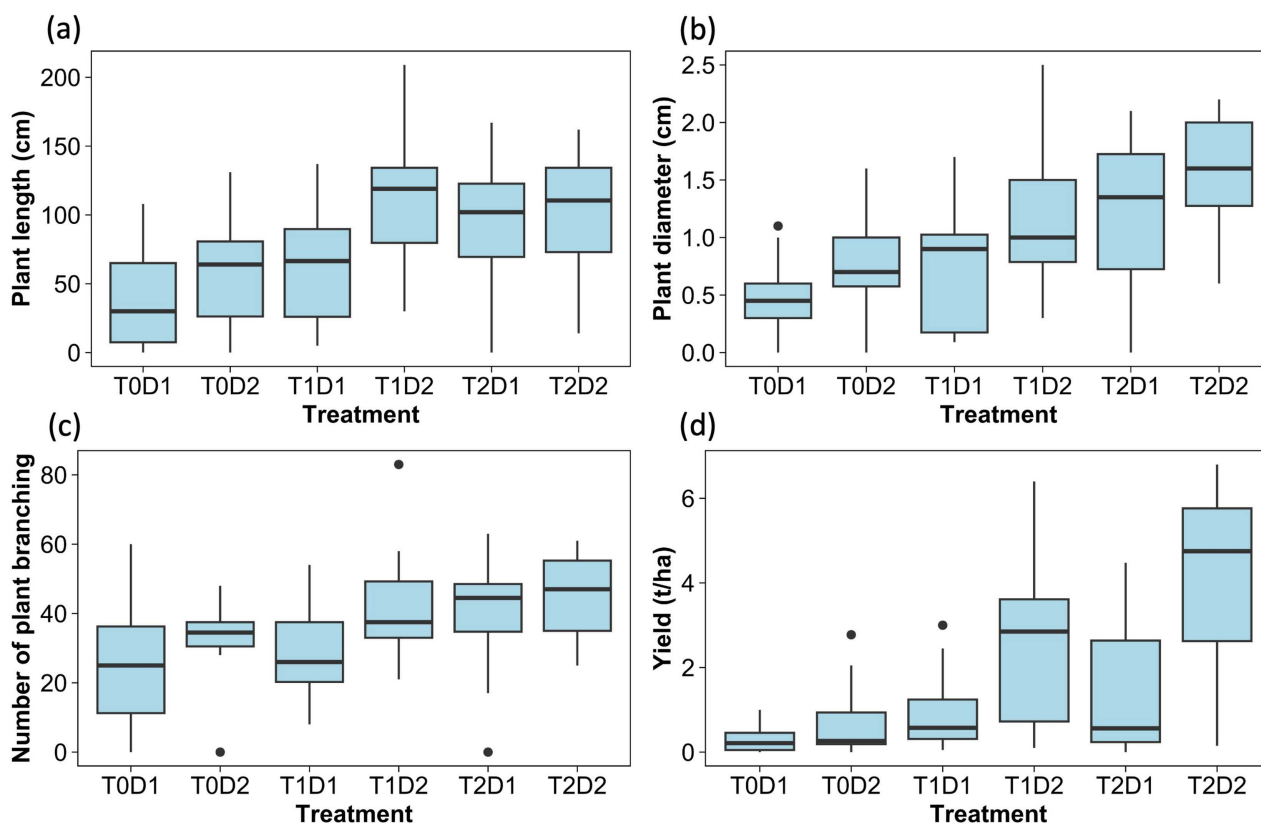 (a)
Plant length (cm)
200
150
100
50
0
T0D1 T0D2 T1D1 T1D2 T2D1 T2D2
Treatment
(b)
Plant diameter (cm)
2.5
2.0
1.5
1.0
0.5
0.0
T0D1 T0D2 T1D1 T1D2 T2D1 T2D2
Treatment
(c)
Number of plant branching
80
60
40
20
0
T0D1 T0D2 T1D1 T1D2 T2D1 T2D2
Treatment
(d)
Yield (t/ha)
6
4
2
0
T0D1 T0D2 T1D1 T1D2 T2D1 T2D2
Treatment